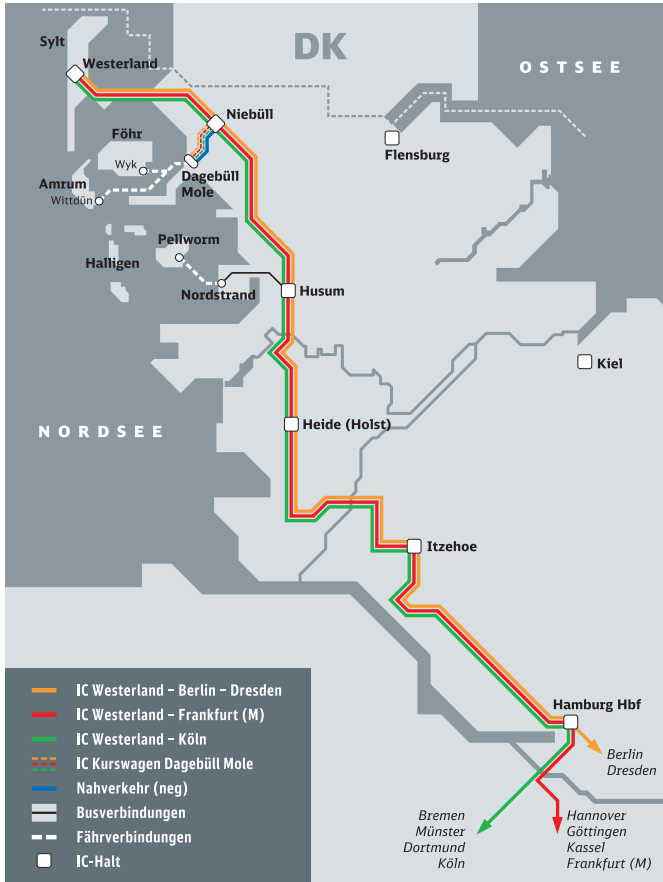 DK
Sylt
Westerland
OSTSEE
Niebüll
Föhr
Flensburg
Wyk
Dagebüll
Mole
Amrum
Wittdün
Pellworm
Halligen
Nordstrand
Husum
Kiel
NORDSEE
Heide (Holst)
Itzehoe
Hamburg Hbf
IC Westerland – Berlin – Dresden
IC Westerland – Frankfurt (M)
IC Westerland – Köln
IC Kurswagen Dagebüll Mole
Nahverkehr (neg)
Busverbindungen
Fährverbindungen
IC-Halt
Berlin
Dresden
Bremen
Münster
Dortmund
Köln
Hannover
Göttingen
Kassel
Frankfurt (M)